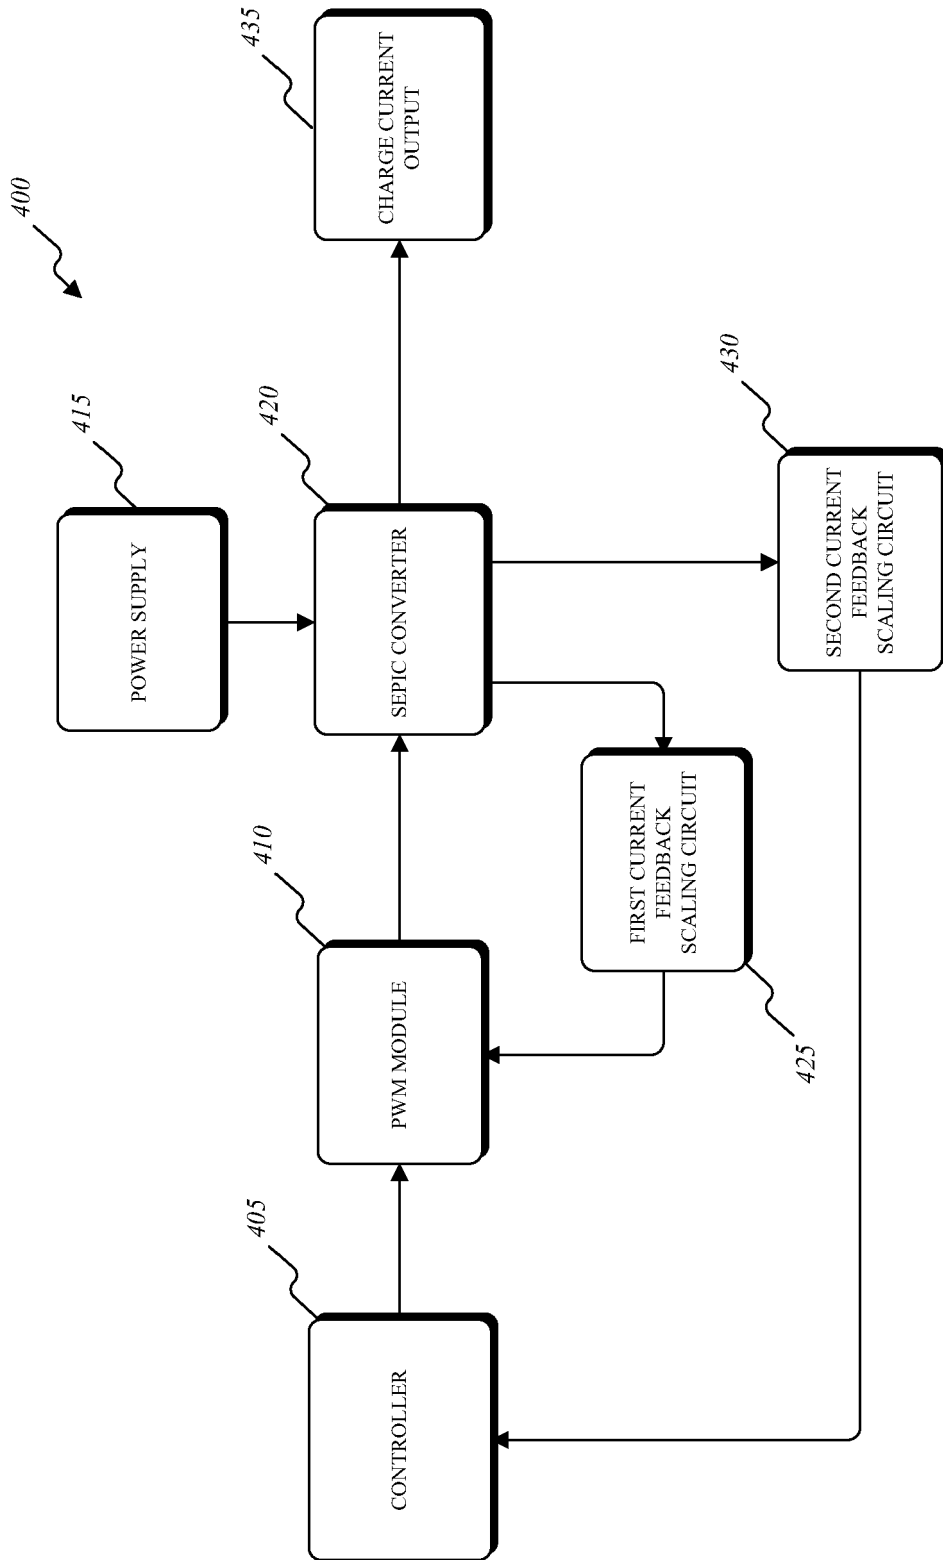 400
415
POWER SUPPLY
405
CONTROLLER
410
PWM MODULE
420
SEPIC CONVERTER
435
CHARGE CURRENT
OUTPUT
FIRST CURRENT
FEEDBACK
SCALING CIRCUIT
425
430
SECOND CURRENT
FEEDBACK
SCALING CIRCUIT